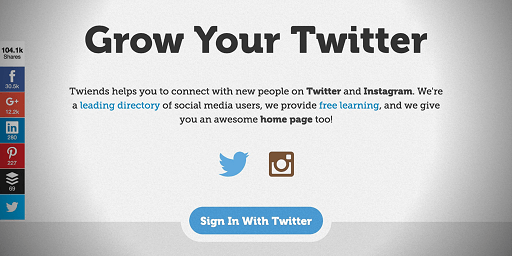 Grow Your Twitter
104.1k
Shares
30.5k
12.2k
280
227
69
Twiends helps you to connect with new people on Twitter and Instagram. We're
a leading directory of social media users, we provide free learning, and we give
you an awesome home page too!
Sign In With Twitter